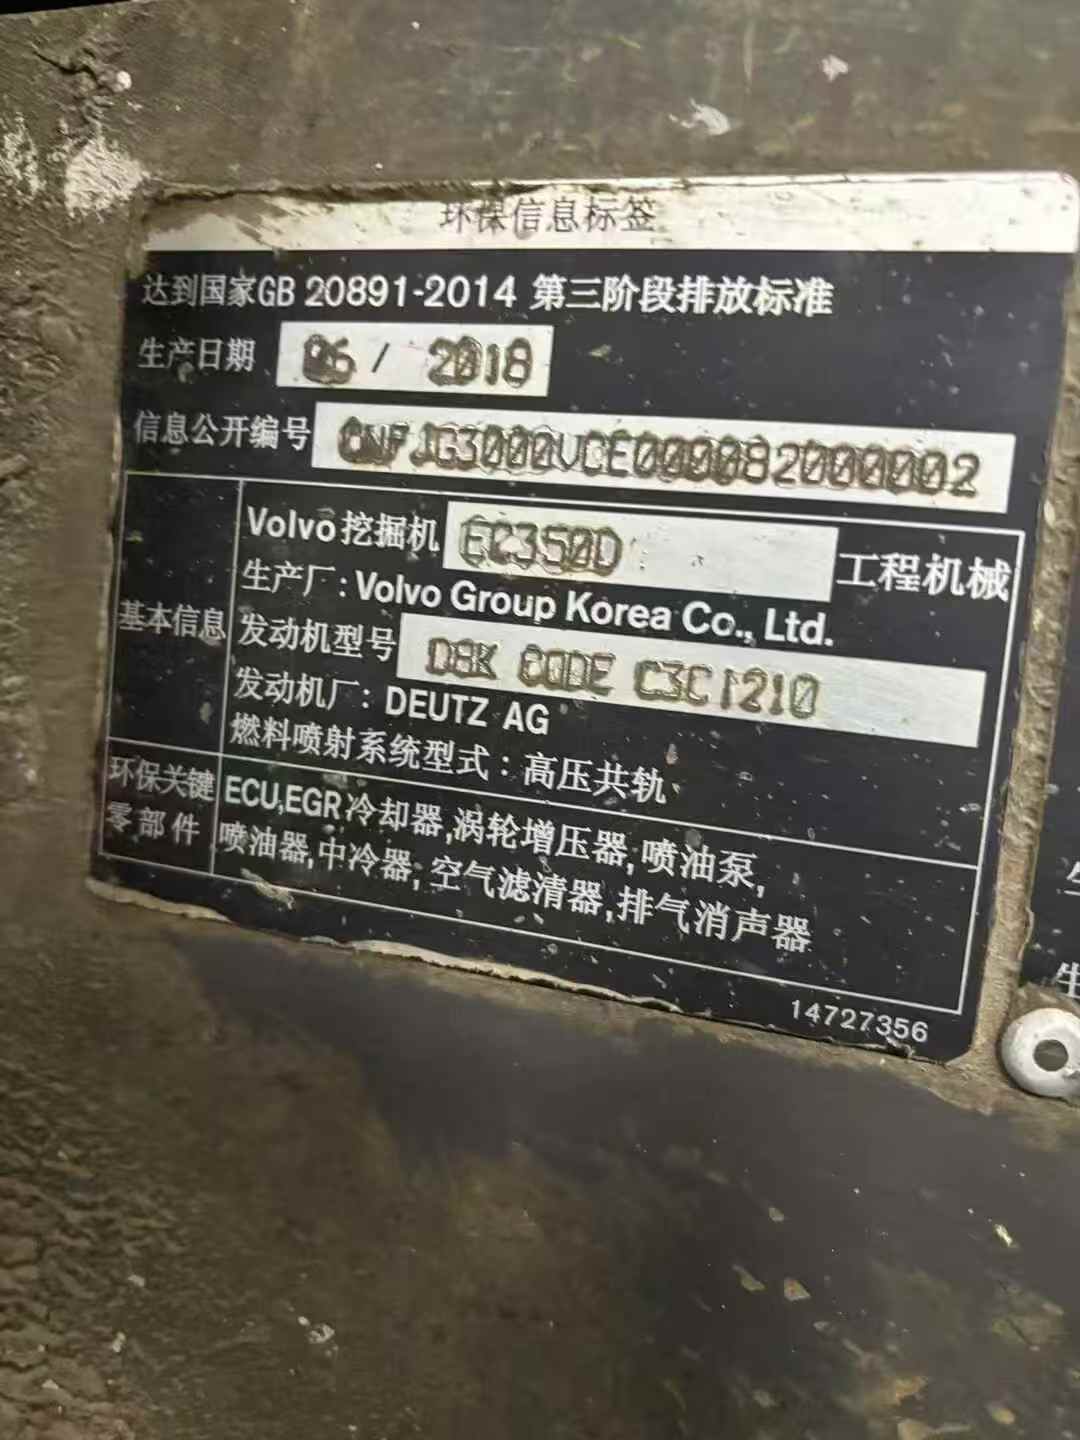 环保信息标签
达到国家GB 20891-2014 第三阶段排放标准
生产日期 06 / 2018
信息公开编号 CNFJG3000VCE000082000002
Volvo挖掘机 EC350D 工程机械
生产厂: Volvo Group Korea Co., Ltd.
基本信息
发动机型号 D8K CODE C3C1210
发动机厂: DEUTZ AG
燃料喷射系统型式: 高压共轨
环保关键
零部件
ECU,EGR冷却器,涡轮增压器,喷油泵,
喷油器,中冷器,空气滤清器,排气消声器
14727356
生